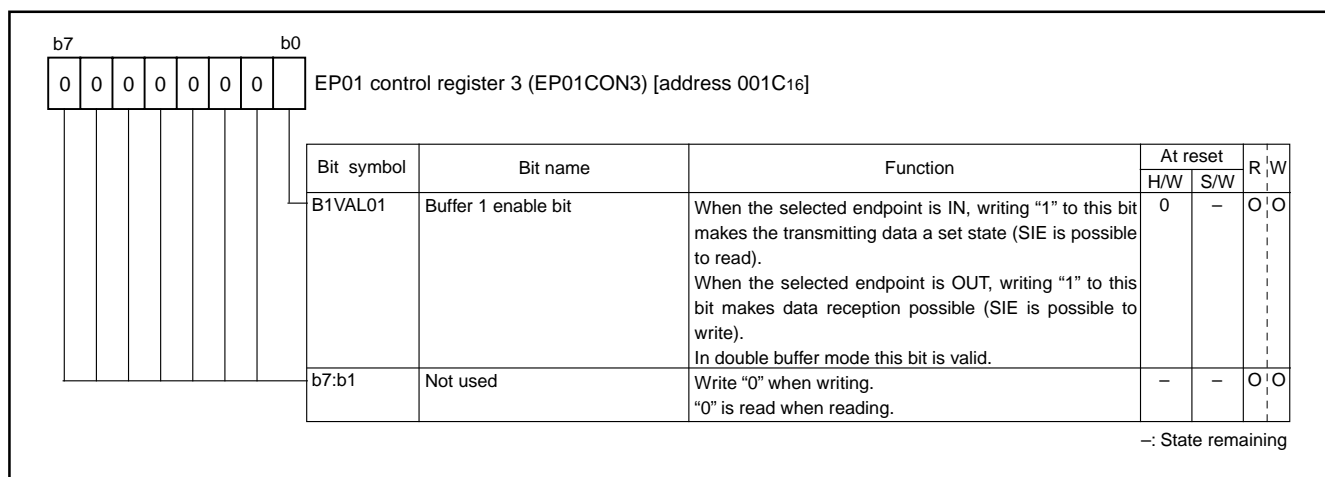 b7 b0
0 0 0 0 0 0 0 EP01 control register 3 (EP01CON3) [address 001C16]
Bit symbol Bit name Function At reset R W
H/W S/W
B1VAL01 Buffer 1 enable bit When the selected endpoint is IN, writing “1” to this bit 0 – O O
makes the transmitting data a set state (SIE is possible
to read).
When the selected endpoint is OUT, writing “1” to this
bit makes data reception possible (SIE is possible to
write).
In double buffer mode this bit is valid.
b7:b1 Not used Write “0” when writing. – – O O
“0” is read when reading.
–: State remaining